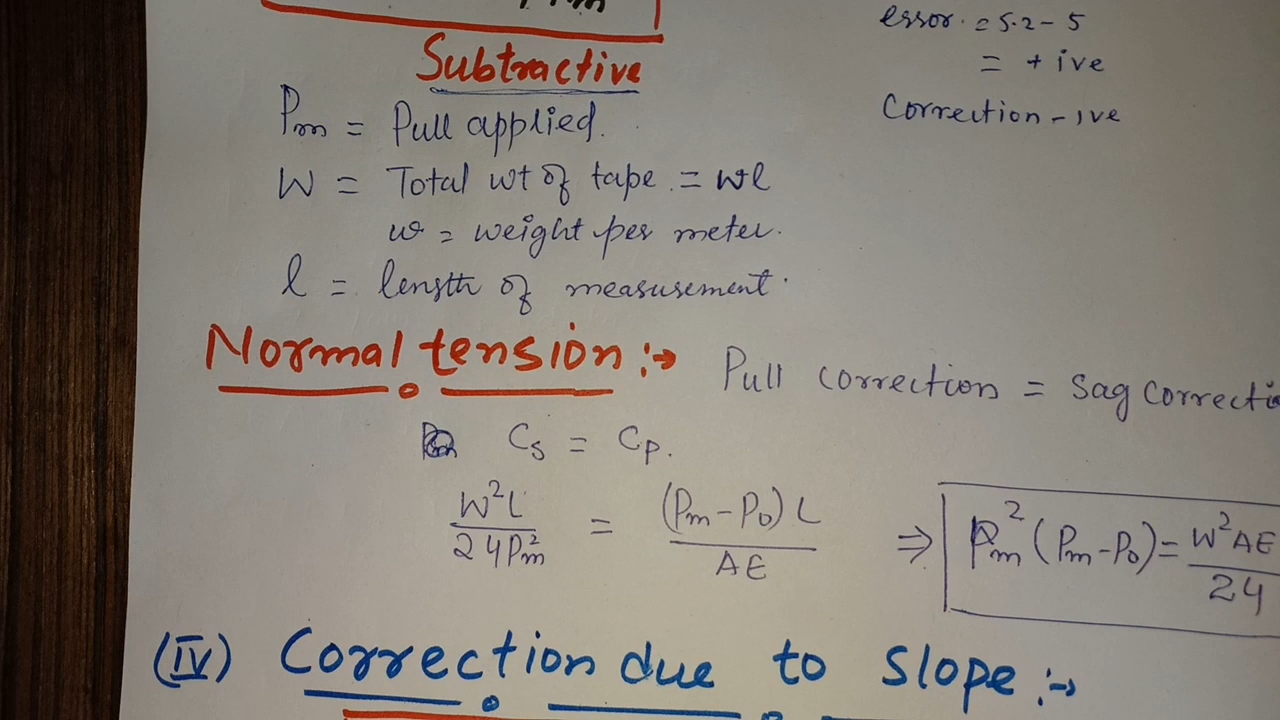 error. = 5.2 - 5
= + ive
Subtractive
Correction - ive
Pm = Pull applied.
W = Total wt of tape = wl
w = weight per meter.
l = length of measurement.
Normal tension :→ Pull correction = Sag Correcti
Cs = Cp.
W²L / 24Pm² = (Pm - P0) L / AE ⇒ Pm² (Pm - P0) = W²AE / 24
(IV) Correction due to slope :→